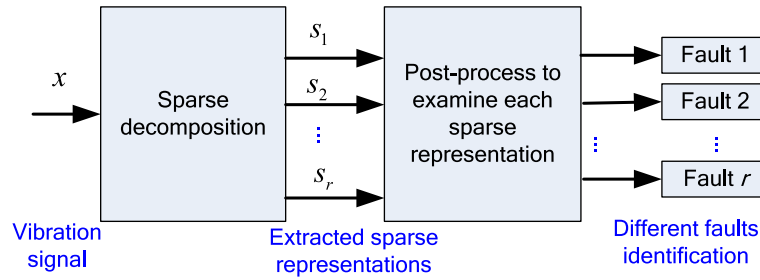 x
Sparse
decomposition
s₁
s₂
⋮
sᵣ
Post-process to
examine each
sparse
representation
⋮
Fault 1
Fault 2
⋮
Fault r
Vibration
signal
Extracted sparse
representations
Different faults
identification